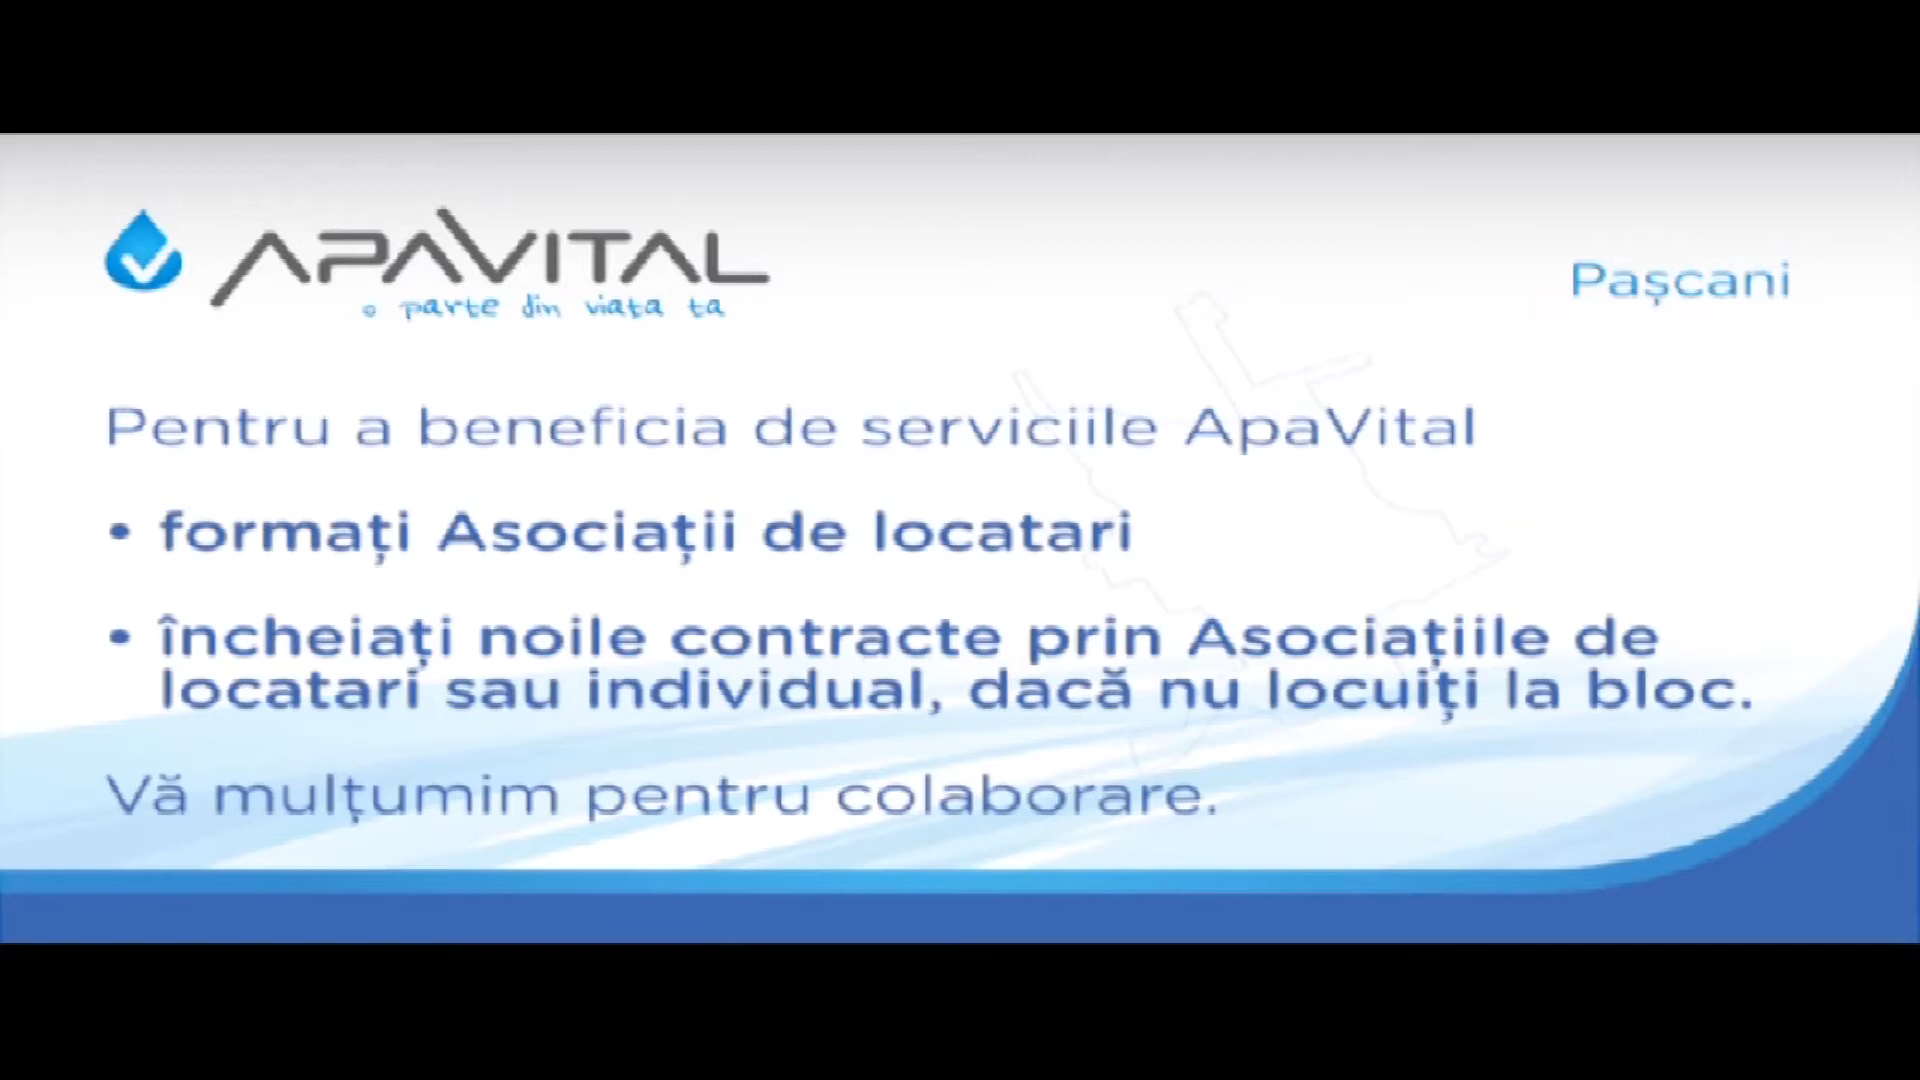 APAVITAL
o parte din viața ta
Pașcani
Pentru a beneficia de serviciile ApaVital
• formați Asociații de locatari
• încheiați noile contracte prin Asociațiile de
locatari sau individual, dacă nu locuiți la bloc.
Vă mulțumim pentru colaborare.